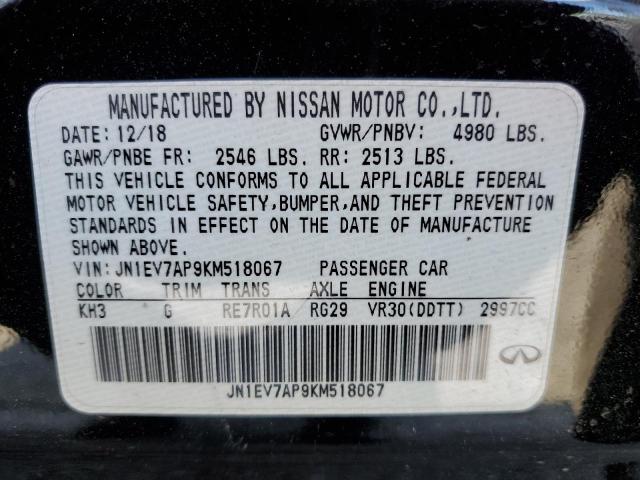 MANUFACTURED BY NISSAN MOTOR CO.,LTD.
DATE: 12/18 GVWR/PNBV: 4980 LBS.
GAWR/PNBE FR: 2546 LBS. RR: 2513 LBS.
THIS VEHICLE CONFORMS TO ALL APPLICABLE FEDERAL
MOTOR VEHICLE SAFETY,BUMPER,AND THEFT PREVENTION
STANDARDS IN EFFECT ON THE DATE OF MANUFACTURE
SHOWN ABOVE.
VIN:JN1EV7AP9KM518067 PASSENGER CAR
COLOR TRIM TRANS AXLE ENGINE
KH3 G RE7R01A RG29 VR30(DDTT) 2997CC
JN1EV7AP9KM518067